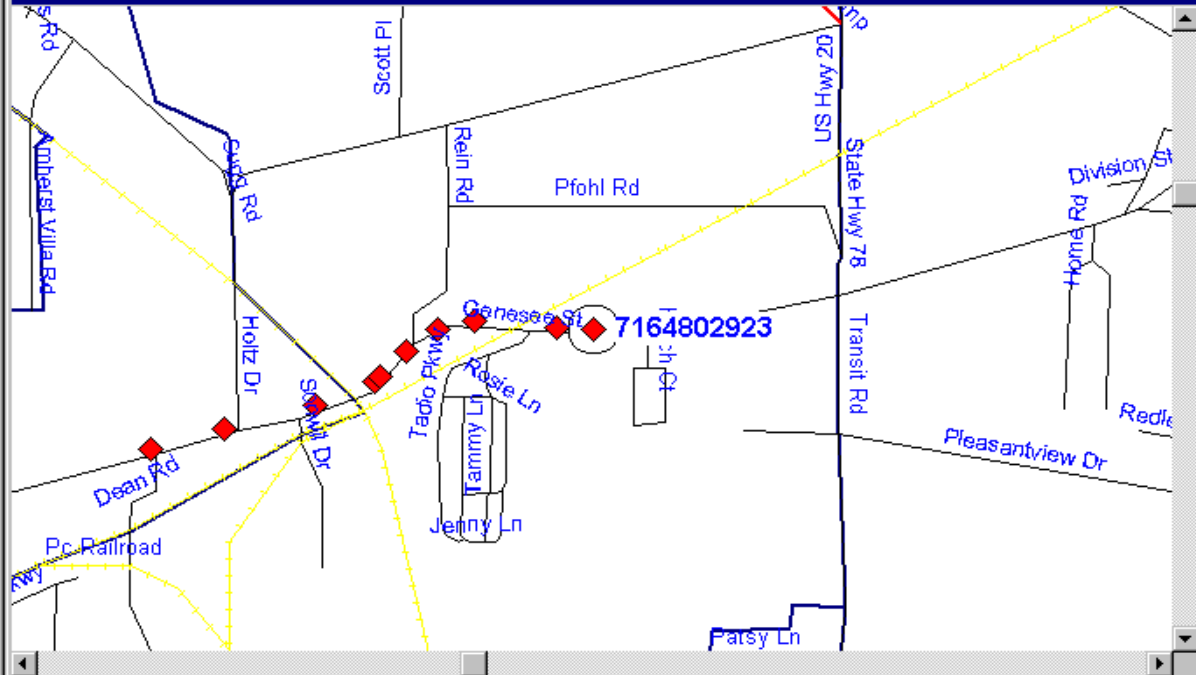 Scott Pl
US Hwy 20
Rein Rd
State Hwy 78
Division St
Pfohl Rd
Amherst Villa Rd
Home Rd
Genesee St
7164802923
Holtz Dr
Transit Rd
Tadio Pkwy
Rosie Ln
Tammy Ln
Pleasantview Dr
Dean Rd
Jenny Ln
Pc Railroad
Patsy Ln